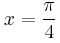 x = π/4